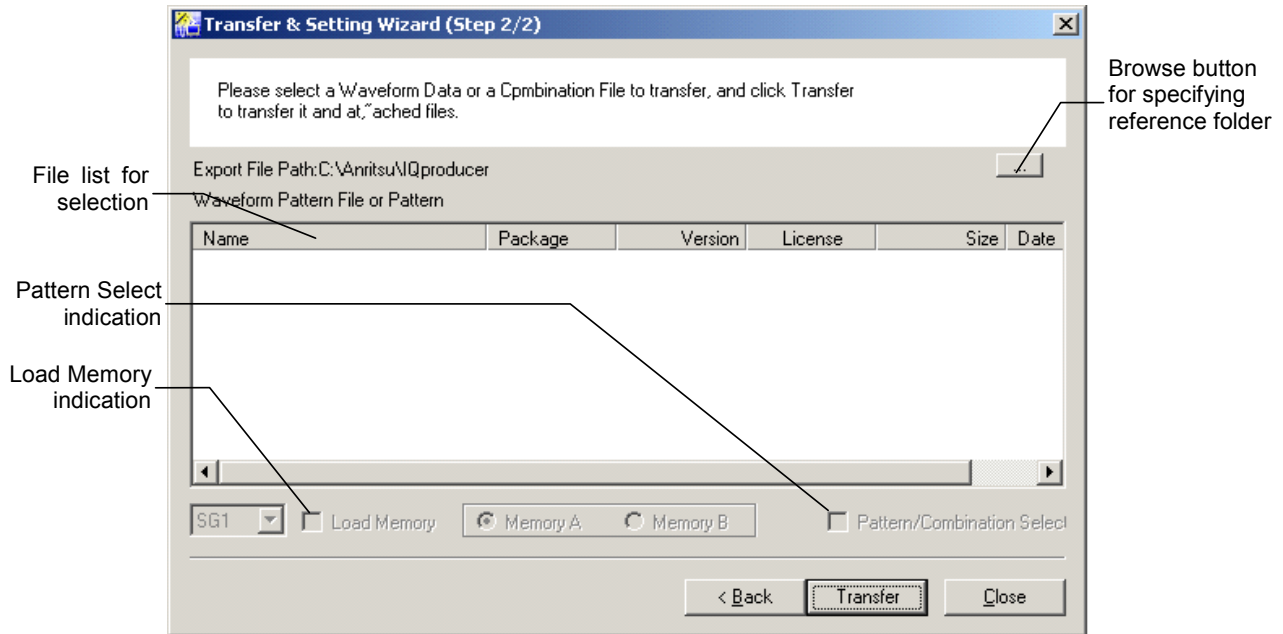 Transfer & Setting Wizard (Step 2/2)
Please select a Waveform Data or a Cpmbination File to transfer, and click Transfer
to transfer it and at,˝ached files.
Browse button
for specifying
reference folder
File list for
selection
Export File Path:C:\Anritsu\IQproducer
...
Waveform Pattern File or Pattern
Name Package Version License Size Date
Pattern Select
indication
Load Memory
indication
SG1 Load Memory Memory A Memory B Pattern/Combination Select
< Back Transfer Close